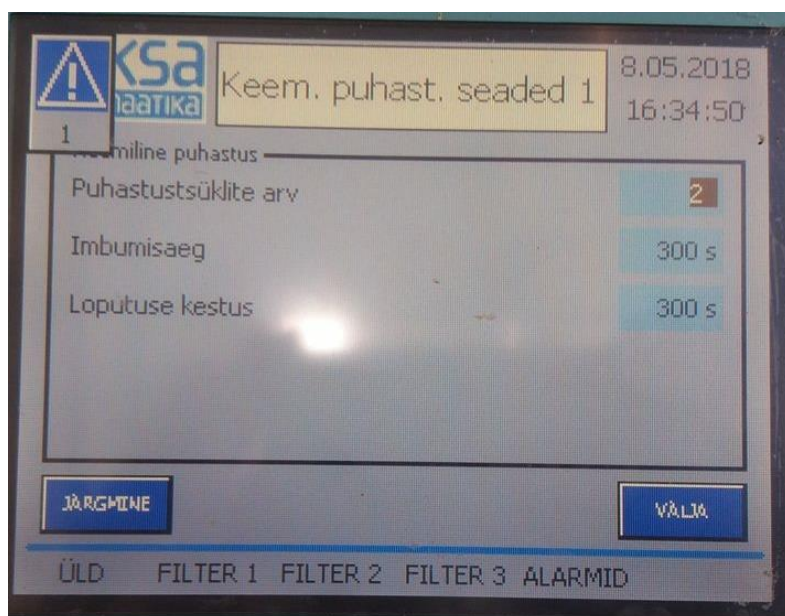 Keem. puhast. seaded 1
8.05.2018
16:34:50
1
puhastus
Puhastustsüklite arv
2
Imbumisaeg
300 s
Loputuse kestus
300 s
JÄRGMINE
VÄLJA
ÜLD FILTER 1 FILTER 2 FILTER 3 ALARMID